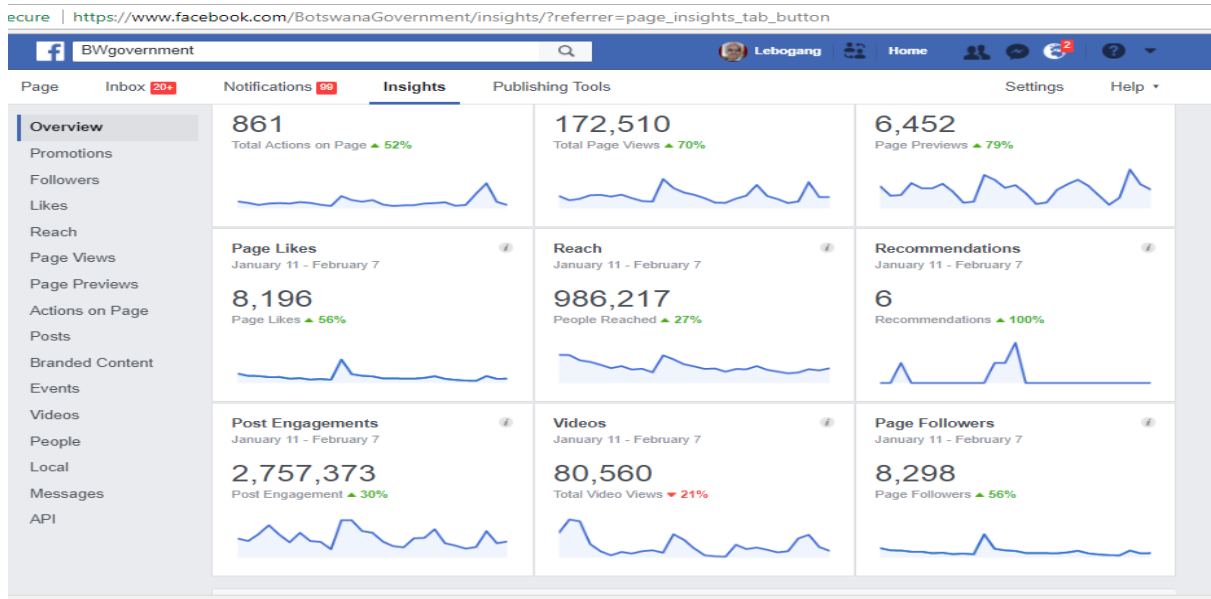 ecure | https://www.facebook.com/BotswanaGovernment/insights/?referrer=page_insights_tab_button
f BWgovernment Lebogang Home 2 ?
Page Inbox 20+ Notifications 99 Insights Publishing Tools Settings Help
Overview
Promotions
Followers
Likes
Reach
Page Views
Page Previews
Actions on Page
Posts
Branded Content
Events
Videos
People
Local
Messages
API
861 172,510 6,452
Total Actions on Page 52% Total Page Views 70% Page Previews 79%
Page Likes i Reach i Recommendations i
January 11 - February 7 January 11 - February 7 January 11 - February 7
8,196 986,217 6
Page Likes 56% People Reached 27% Recommendations 100%
Post Engagements i Videos i Page Followers i
January 11 - February 7 January 11 - February 7 January 11 - February 7
2,757,373 80,560 8,298
Post Engagement 30% Total Video Views 21% Page Followers 56%